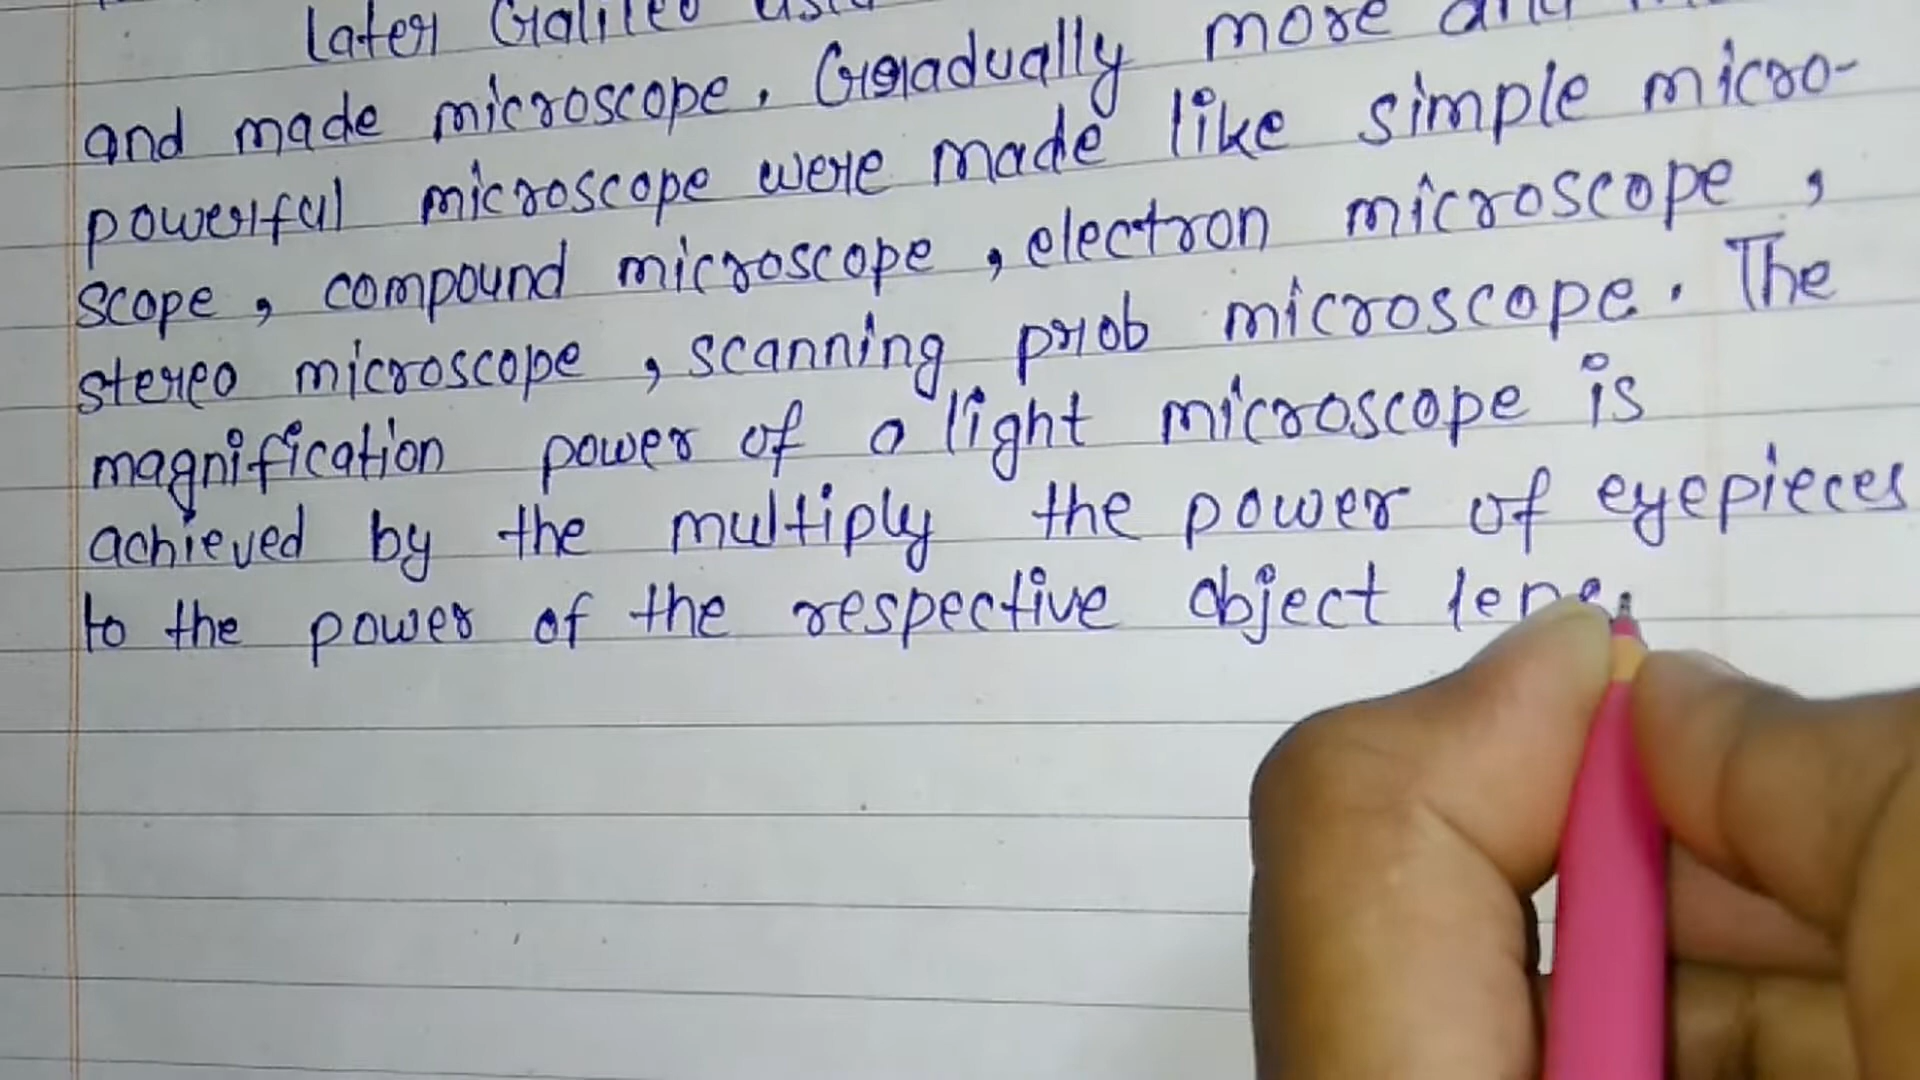 Later Galileo
and made microscope. Gradually more and
powerful microscope were made like simple micro-
scope, compound microscope, electron microscope,
stereo microscope, scanning prob microscope. The
magnification power of a light microscope is
achieved by the multiply the power of eyepieces
to the power of the respective object lens